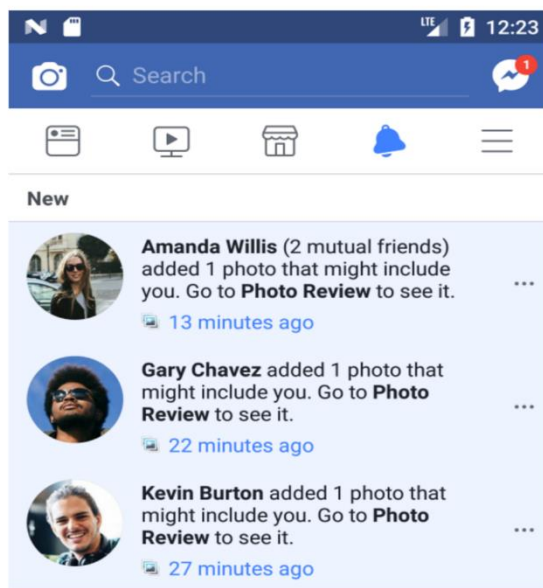 N LTE 12:23
Search 1
New
Amanda Willis (2 mutual friends)
added 1 photo that might include
you. Go to Photo Review to see it.
13 minutes ago
Gary Chavez added 1 photo that
might include you. Go to Photo
Review to see it.
22 minutes ago
Kevin Burton added 1 photo that
might include you. Go to Photo
Review to see it.
27 minutes ago